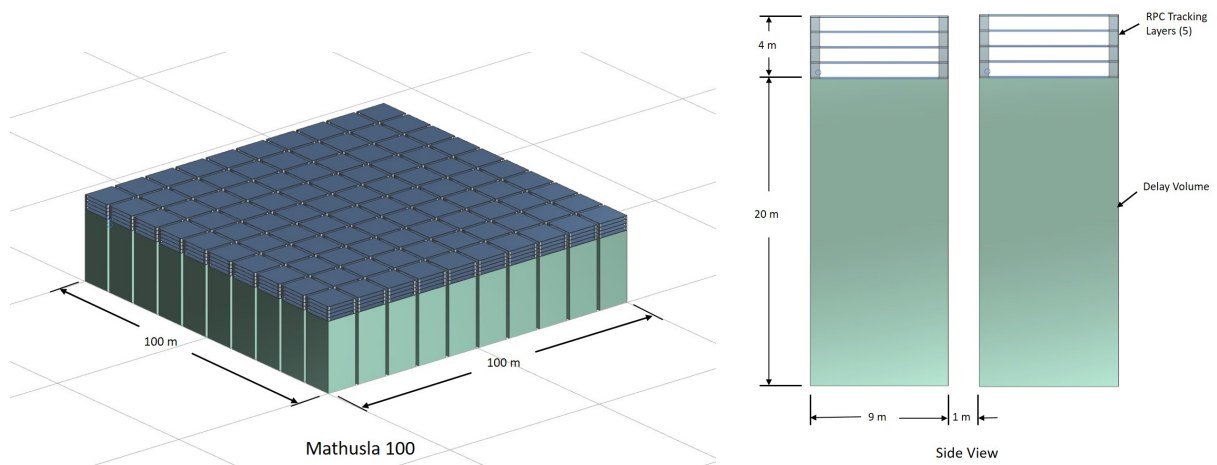 100 m
100 m
Mathusla 100
4 m
20 m
9 m
1 m
RPC Tracking
Layers (5)
Delay Volume
Side View